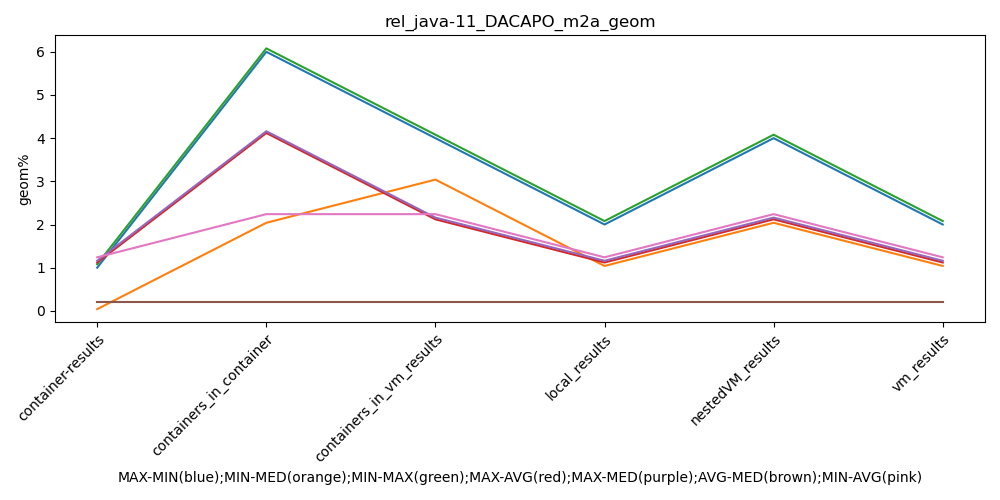 rel_java-11_DACAPO_m2a_geom
geom%
6
5
4
3
2
1
0
container-results
containers_in_container
containers_in_vm_results
local_results
nestedVM_results
vm_results
MAX-MIN(blue);MIN-MED(orange);MIN-MAX(green);MAX-AVG(red);MAX-MED(purple);AVG-MED(brown);MIN-AVG(pink)